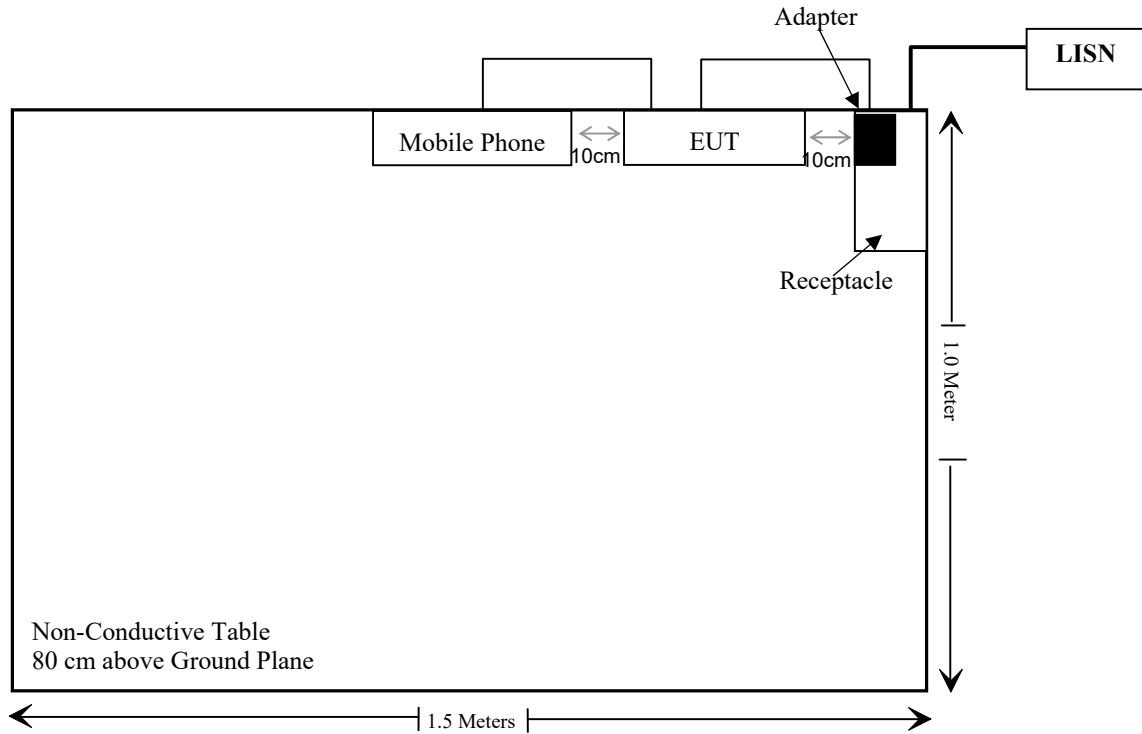 Adapter
LISN
Mobile Phone
10cm
EUT
10cm
Receptacle
1.0 Meter
Non-Conductive Table
80 cm above Ground Plane
1.5 Meters